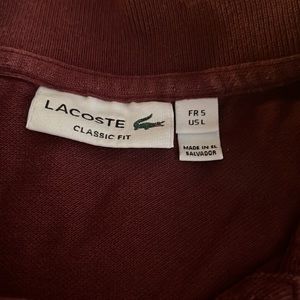 LACOSTE
CLASSIC FIT
FR 5
US L
MADE IN EL
SALVADOR